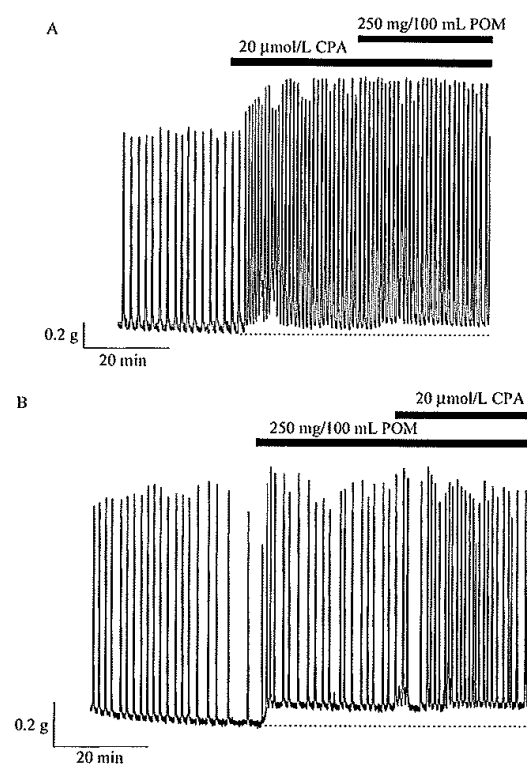 A
250 mg/100 mL POM
20 μmol/L CPA
0.2 g
20 min
B
20 μmol/L CPA
250 mg/100 mL POM
0.2 g
20 min